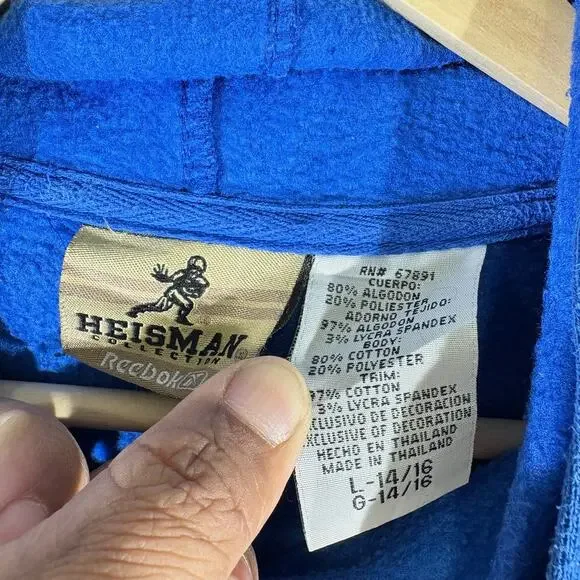 HEISMAN®
COLLECTION
Reebok
RN# 67891
CUERPO:
80% ALGODON
20% POLIESTER
ADORNO TEJIDO:
97% ALGODON
3% LYCRA SPANDEX
BODY:
80% COTTON
20% POLYESTER
TRIM:
97% COTTON
3% LYCRA SPANDEX
EXCLUSIVO DE DECORACION
EXCLUSIVE OF DECORATION
HECHO EN THAILAND
MADE IN THAILAND
L-14/16
G-14/16